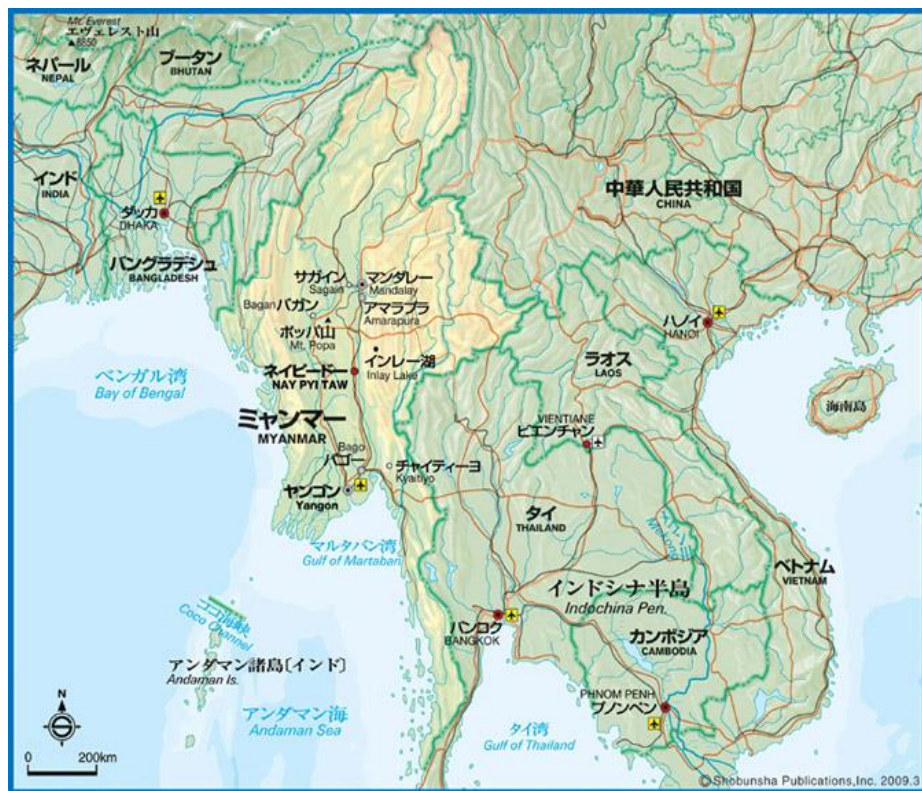 Mt. Everest
エヴェレスト山
▲8850
ネパール
NEPAL
ブータン
BHUTAN
インド
INDIA
ダッカ
DHAKA
バングラデシュ
BANGLADESH
中華人民共和国
CHINA
サガイン
Sagain
マンダレー
Mandalay
Bagan バガン
アマラプラ
Amarapura
ポッパ山
Mt. Popa
インレー湖
Inlay Lake
ハノイ
HANOI
ラオス
LAOS
ネイピードー
NAY PYI TAW
ベンガル湾
Bay of Bengal
海南島
ミャンマー
MYANMAR
VIENTIANE
ビエンチャン
Bago
バゴー
チャイティーヨ
Kyaitiyo
ヤンゴン
Yangon
タイ
THAILAND
メコン川
Mekong
マルタバン湾
Gulf of Martaban
ベトナム
VIETNAM
インドシナ半島
Indochina Pen.
ココ海峡
Coco Channel
バンコク
BANGKOK
カンボジア
CAMBODIA
アンダマン諸島〔インド〕
Andaman Is.
PHNOM PENH
プノンペン
アンダマン海
Andaman Sea
タイ湾
Gulf of Thailand
N
0 200km
©Shobunsha Publications,Inc. 2009.3